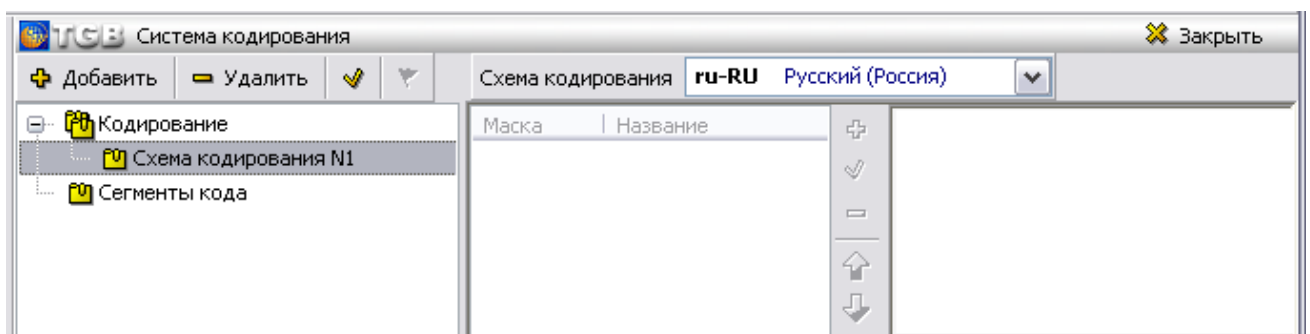 TGB Система кодирования Закрыть
Добавить Удалить Схема кодирования ru-RU Русский (Россия)
Кодирование Маска Название
Схема кодирования N1
Сегменты кода